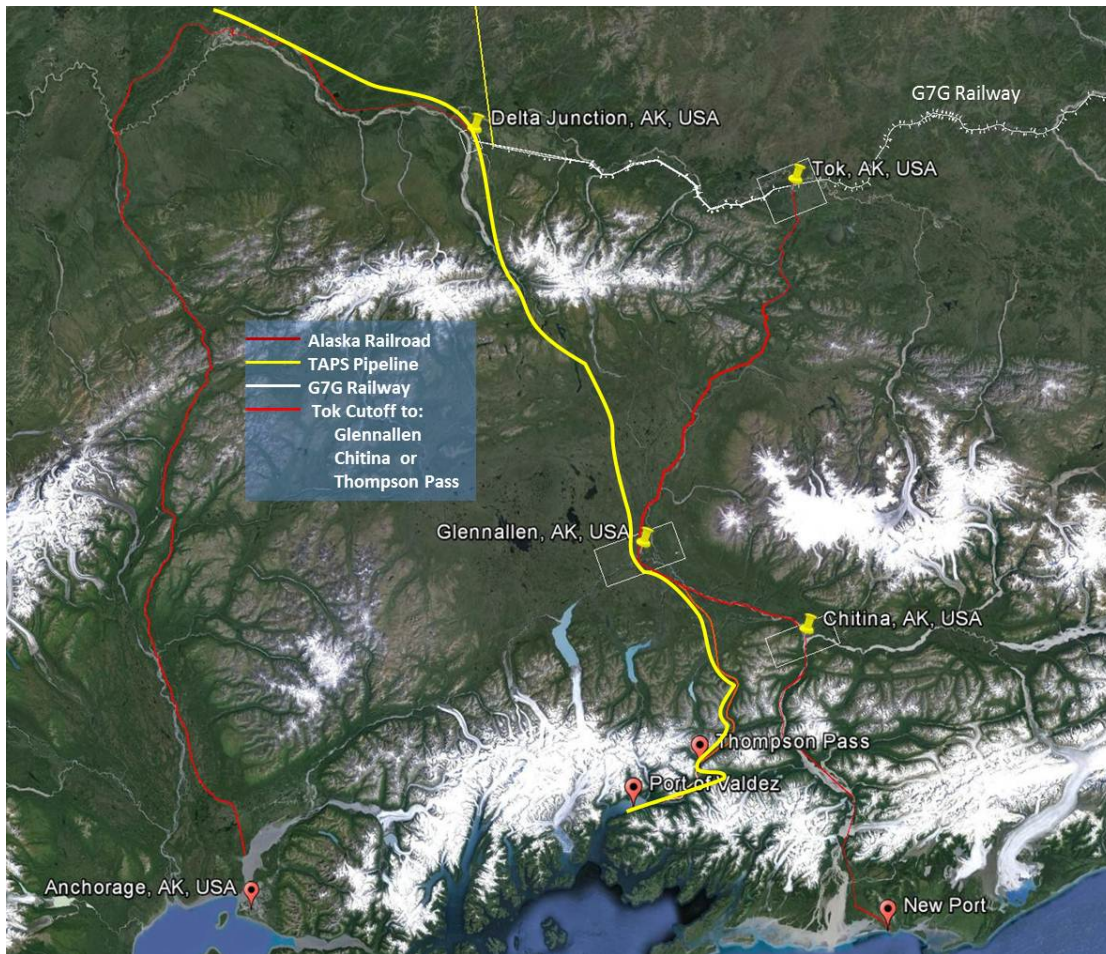 G7G Railway
Delta Junction, AK, USA
Tok, AK, USA
Alaska Railroad
TAPS Pipeline
G7G Railway
Tok Cutoff to:
Glennallen
Chitina or
Thompson Pass
Glennallen, AK, USA
Chitina, AK, USA
Thompson Pass
Port of Valdez
Anchorage, AK, USA
New Port